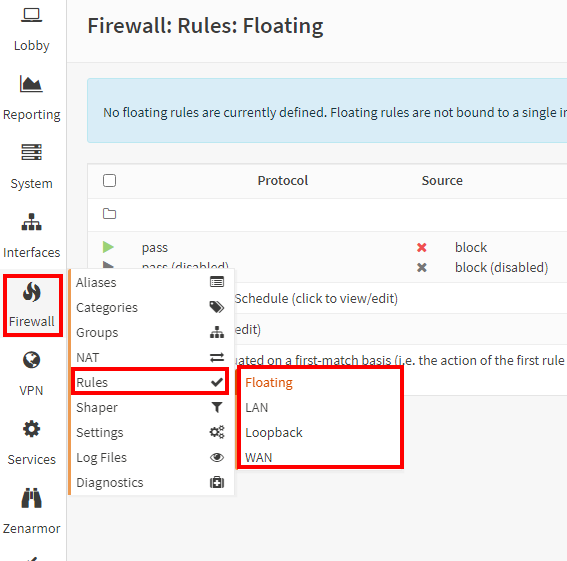 Lobby
Reporting
System
Interfaces
Firewall
VPN
Services
Zenarmor
Firewall: Rules: Floating
No floating rules are currently defined. Floating rules are not bound to a single in
Protocol Source
pass block
pass (disabled) block (disabled)
Schedule (click to view/edit)
edit)
uated on a first-match basis (i.e. the action of the first rule
Aliases
Categories
Groups
NAT
Rules
Shaper
Settings
Log Files
Diagnostics
Floating
LAN
Loopback
WAN